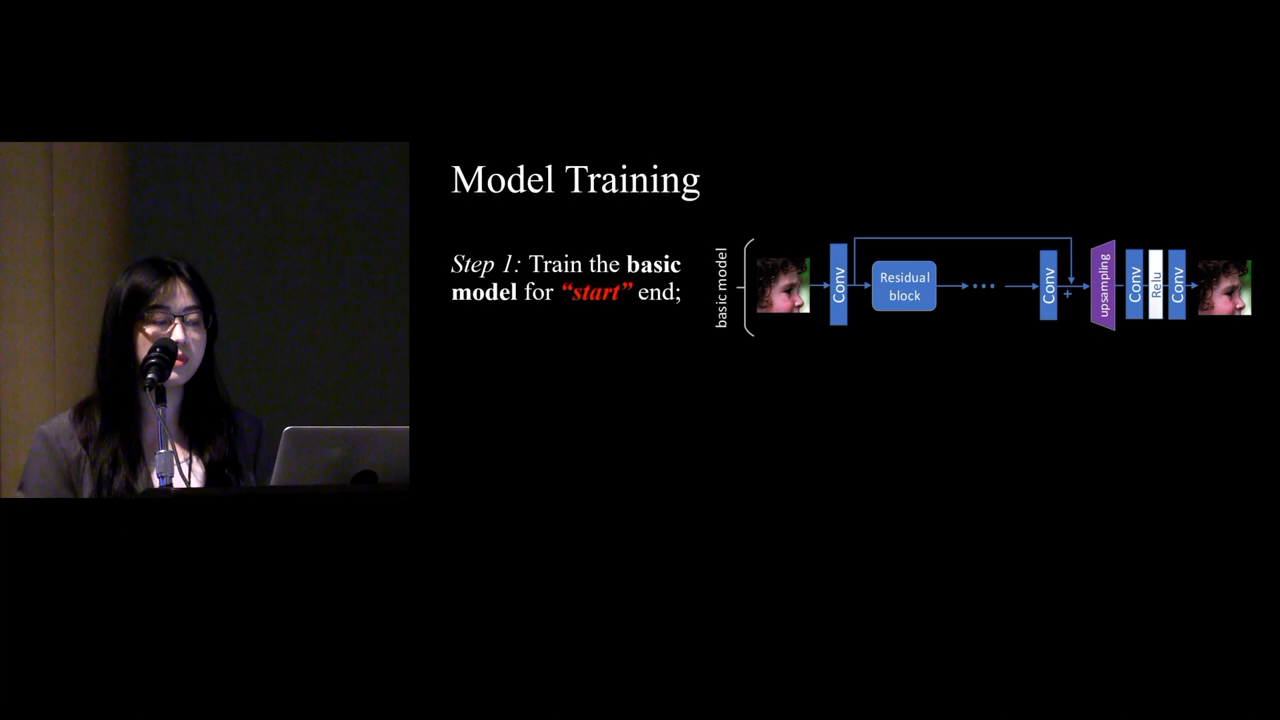 Model Training
Step 1: Train the basic
model for “start” end;
basic model
Conv
Residual
block
...
Conv
+
upsampling
Conv
Relu
Conv